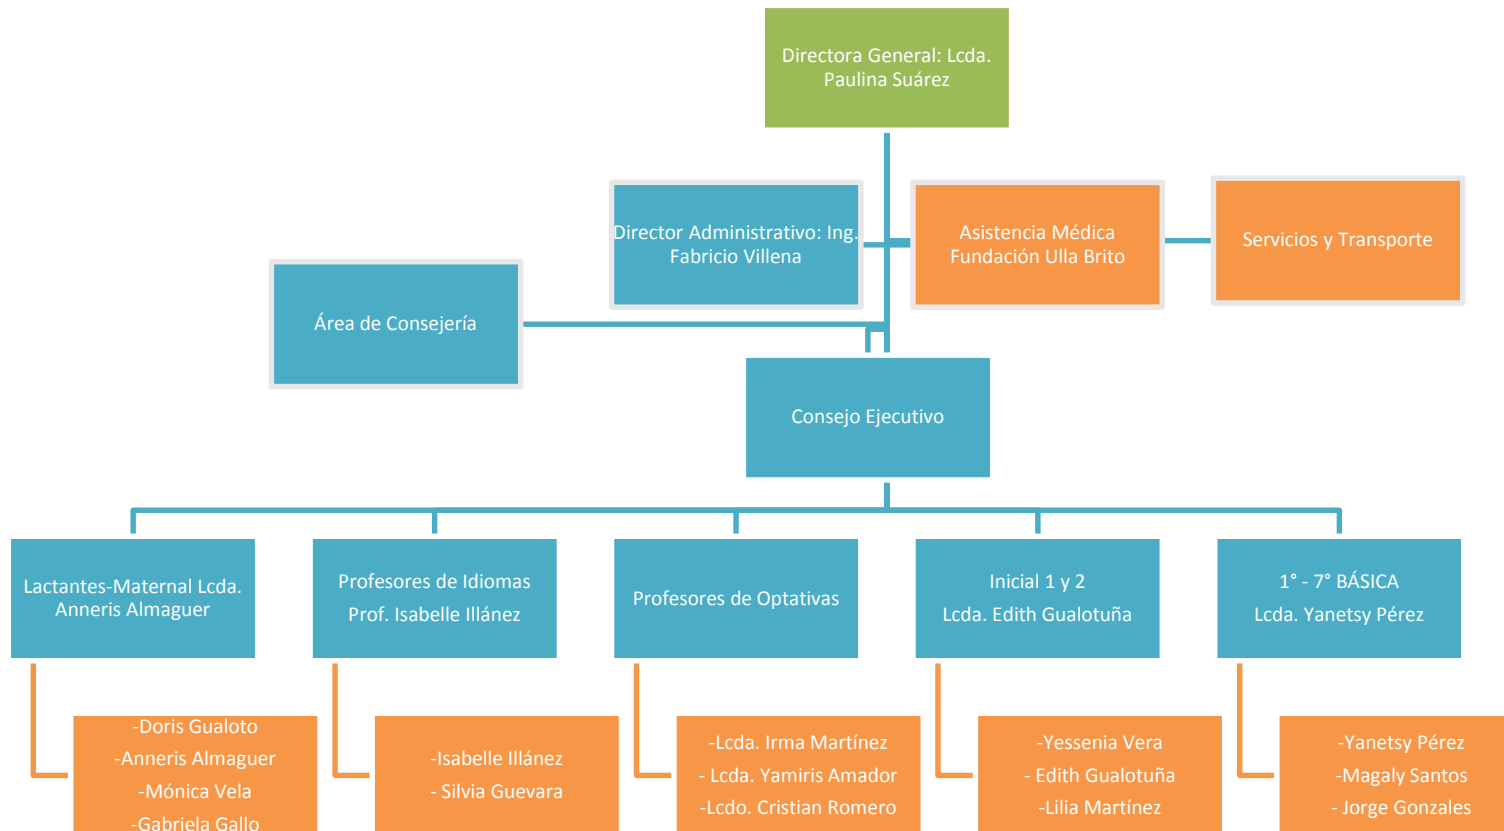 Directora General: Lcda.
Paulina Suárez
Director Administrativo: Ing.
Fabricio Villena
Asistencia Médica
Fundación Ulla Brito
Servicios y Transporte
Área de Consejería
Consejo Ejecutivo
Lactantes-Maternal Lcda.
Anneris Almaguer
Profesores de Idiomas
Prof. Isabelle Illánez
Profesores de Optativas
Inicial 1 y 2
Lcda. Edith Gualotuña
1° - 7° BÁSICA
Lcda. Yanetsy Pérez
-Doris Gualoto
-Anneris Almaguer
-Mónica Vela
-Gabriela Gallo
-Isabelle Illánez
- Silvia Guevara
-Lcda. Irma Martínez
- Lcda. Yamiris Amador
-Lcdo. Cristian Romero
-Yessenia Vera
- Edith Gualotuña
-Lilia Martínez
-Yanetsy Pérez
-Magaly Santos
- Jorge Gonzales